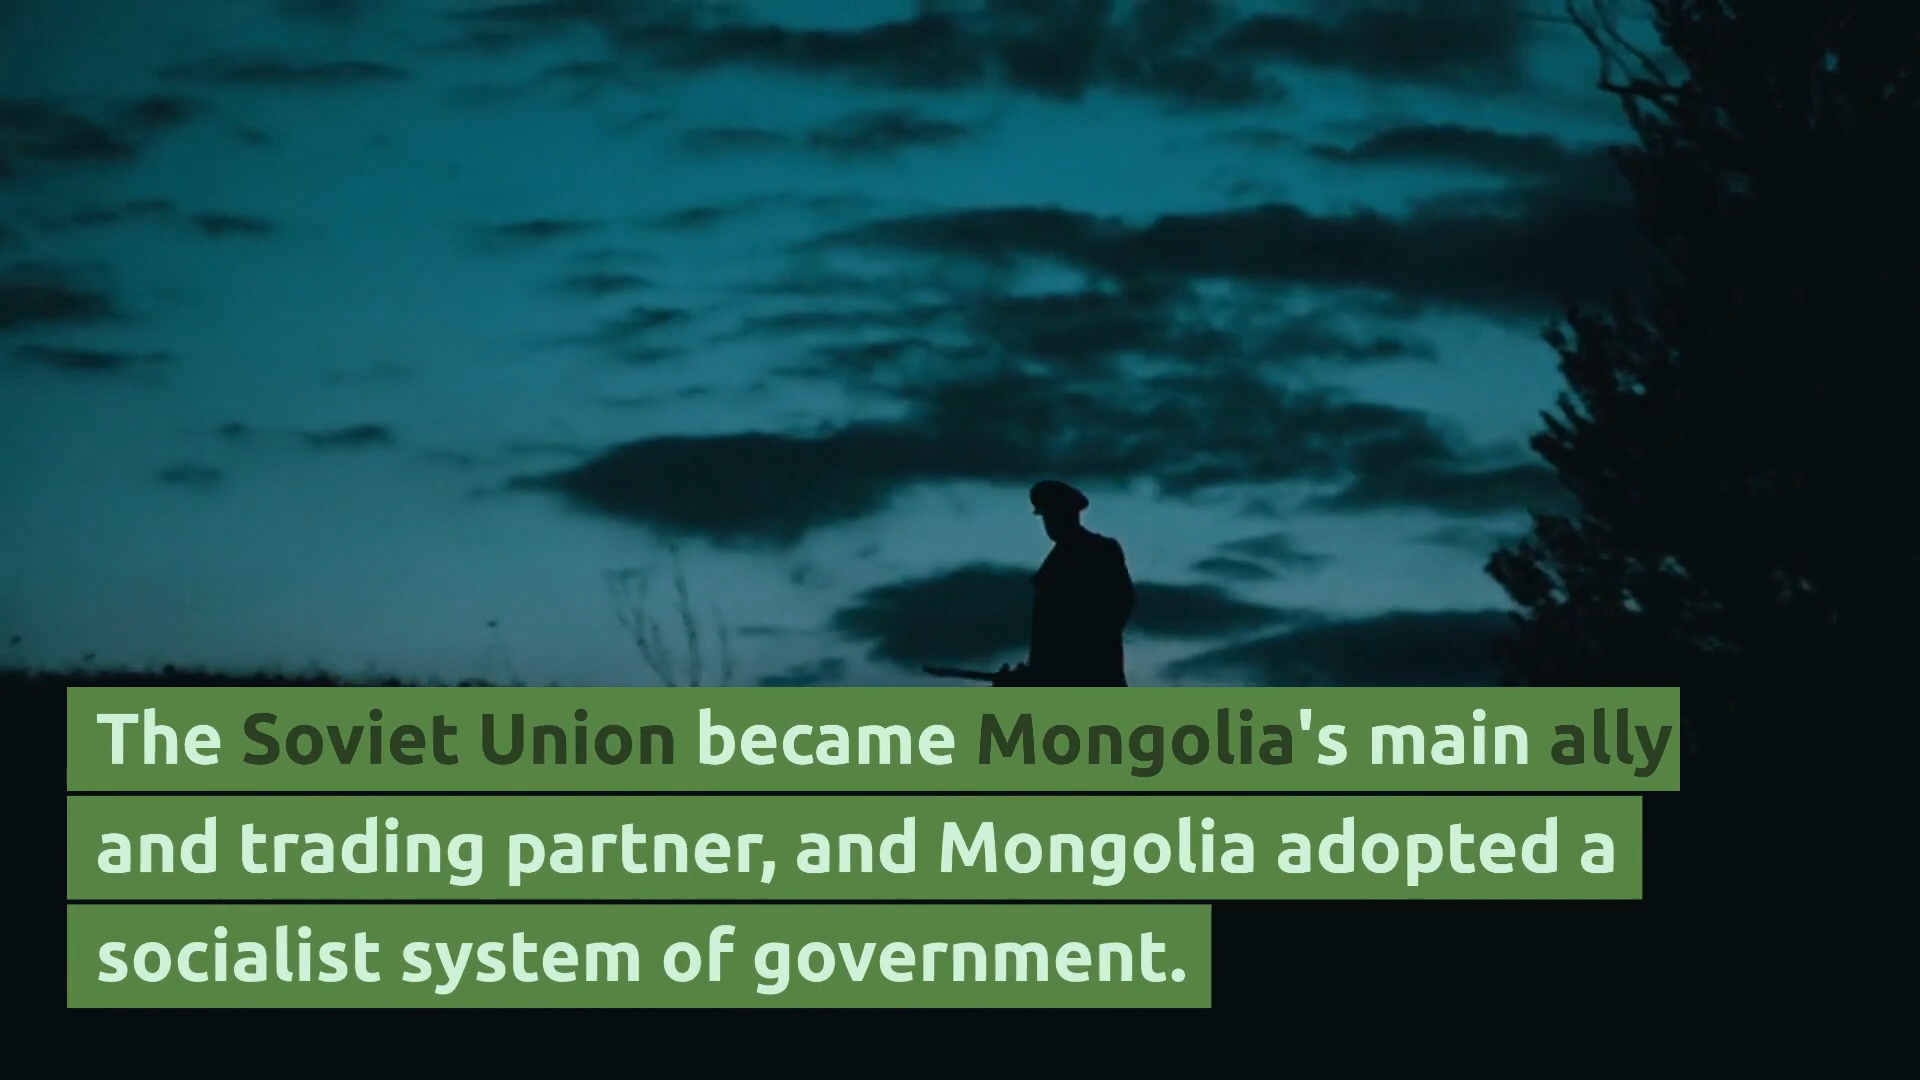 The Soviet Union became Mongolia's main ally
and trading partner, and Mongolia adopted a
socialist system of government.